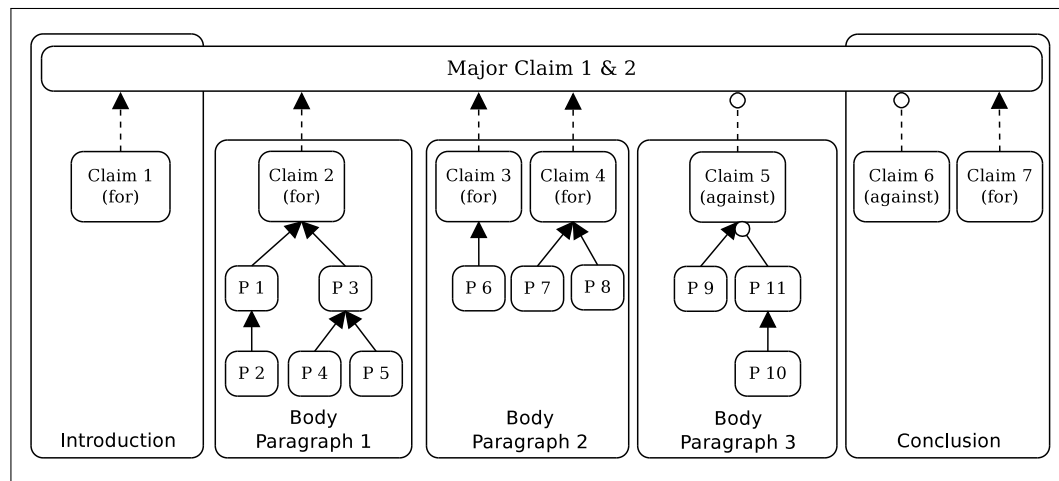 Major Claim 1 & 2
Claim 1
(for)
Claim 2
(for)
Claim 3
(for)
Claim 4
(for)
Claim 5
(against)
Claim 6
(against)
Claim 7
(for)
P 1
P 3
P 6
P 7
P 8
P 9
P 11
P 2
P 4
P 5
P 10
Introduction
Body
Paragraph 1
Body
Paragraph 2
Body
Paragraph 3
Conclusion